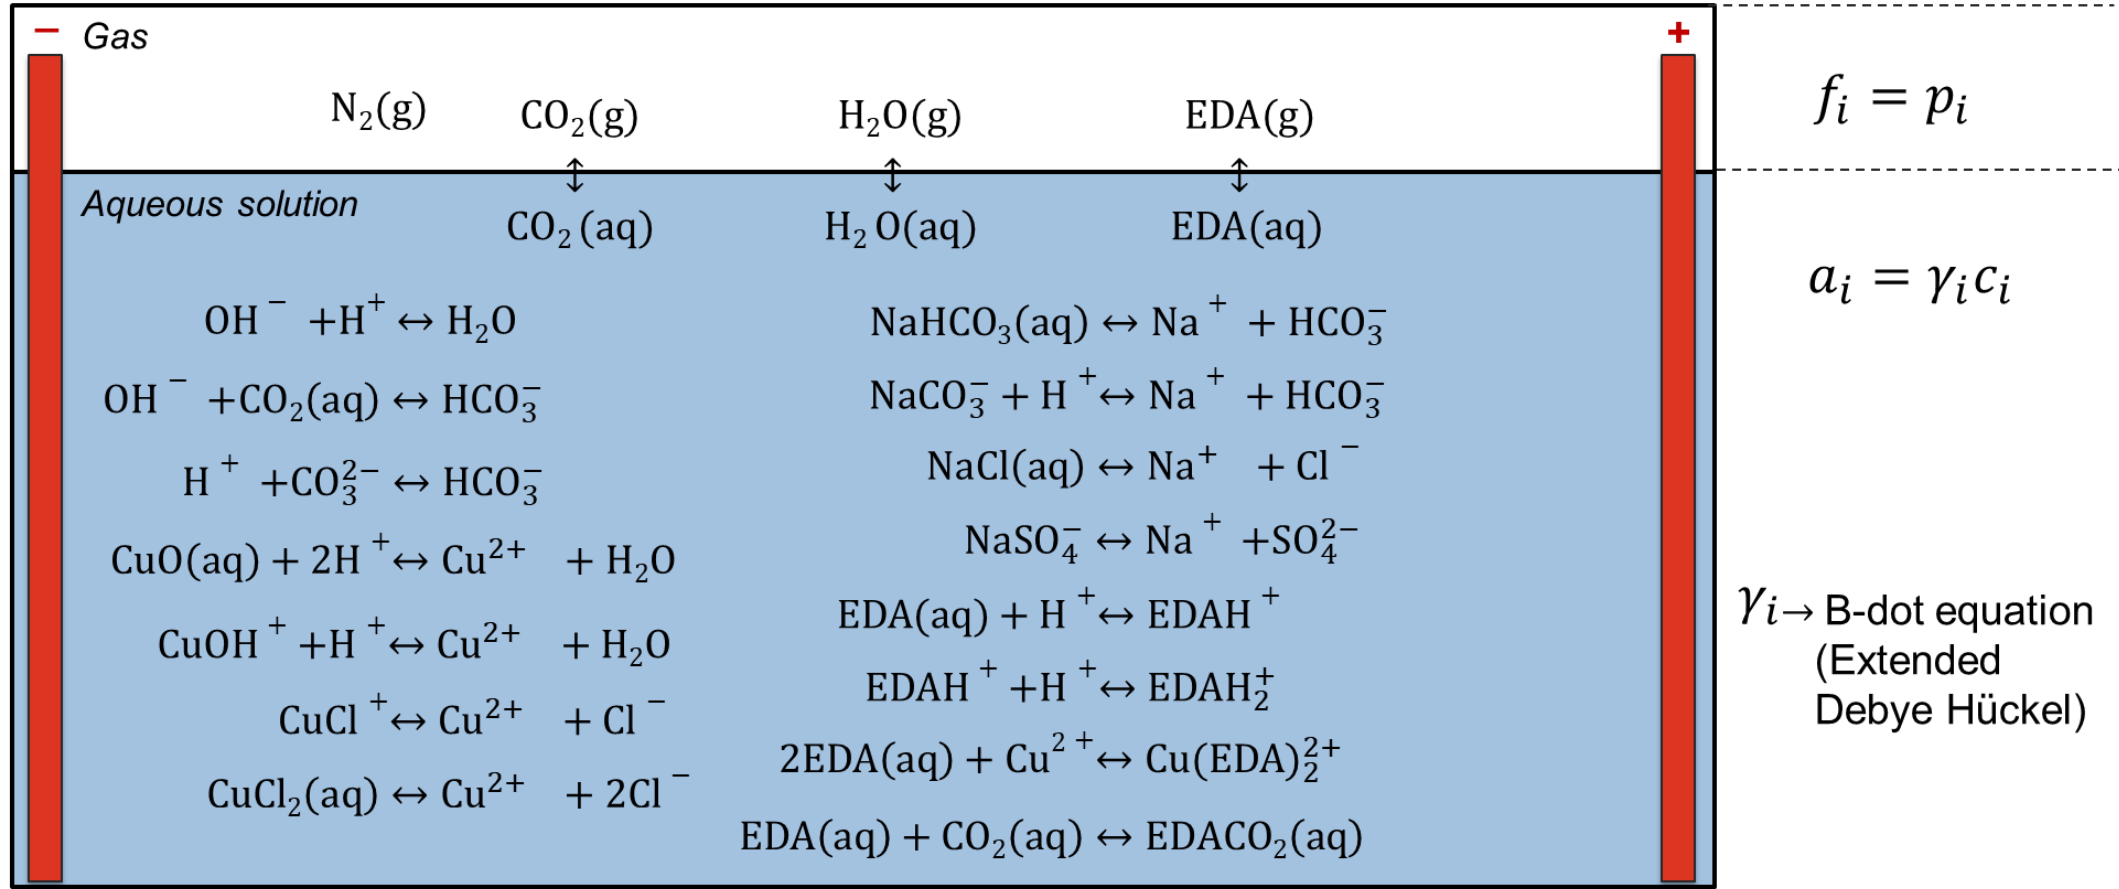 − Gas +
N₂(g) CO₂(g) H₂O(g) EDA(g)
↕ ↕ ↕
Aqueous solution
CO₂(aq) H₂O(aq) EDA(aq)
OH⁻ + H⁺ ↔ H₂O
OH⁻ + CO₂(aq) ↔ HCO₃⁻
H⁺ + CO₃²⁻ ↔ HCO₃⁻
CuO(aq) + 2H⁺ ↔ Cu²⁺ + H₂O
CuOH⁺ + H⁺ ↔ Cu²⁺ + H₂O
CuCl⁺ ↔ Cu²⁺ + Cl⁻
CuCl₂(aq) ↔ Cu²⁺ + 2Cl⁻
NaHCO₃(aq) ↔ Na⁺ + HCO₃⁻
NaCO₃⁻ + H⁺ ↔ Na⁺ + HCO₃⁻
NaCl(aq) ↔ Na⁺ + Cl⁻
NaSO₄⁻ ↔ Na⁺ + SO₄²⁻
EDA(aq) + H⁺ ↔ EDAH⁺
EDAH⁺ + H⁺ ↔ EDAH₂⁺
2EDA(aq) + Cu²⁺ ↔ Cu(EDA)₂²⁺
EDA(aq) + CO₂(aq) ↔ EDACO₂(aq)
fᵢ = pᵢ
aᵢ = γᵢcᵢ
γᵢ → B-dot equation
(Extended
Debye Hückel)